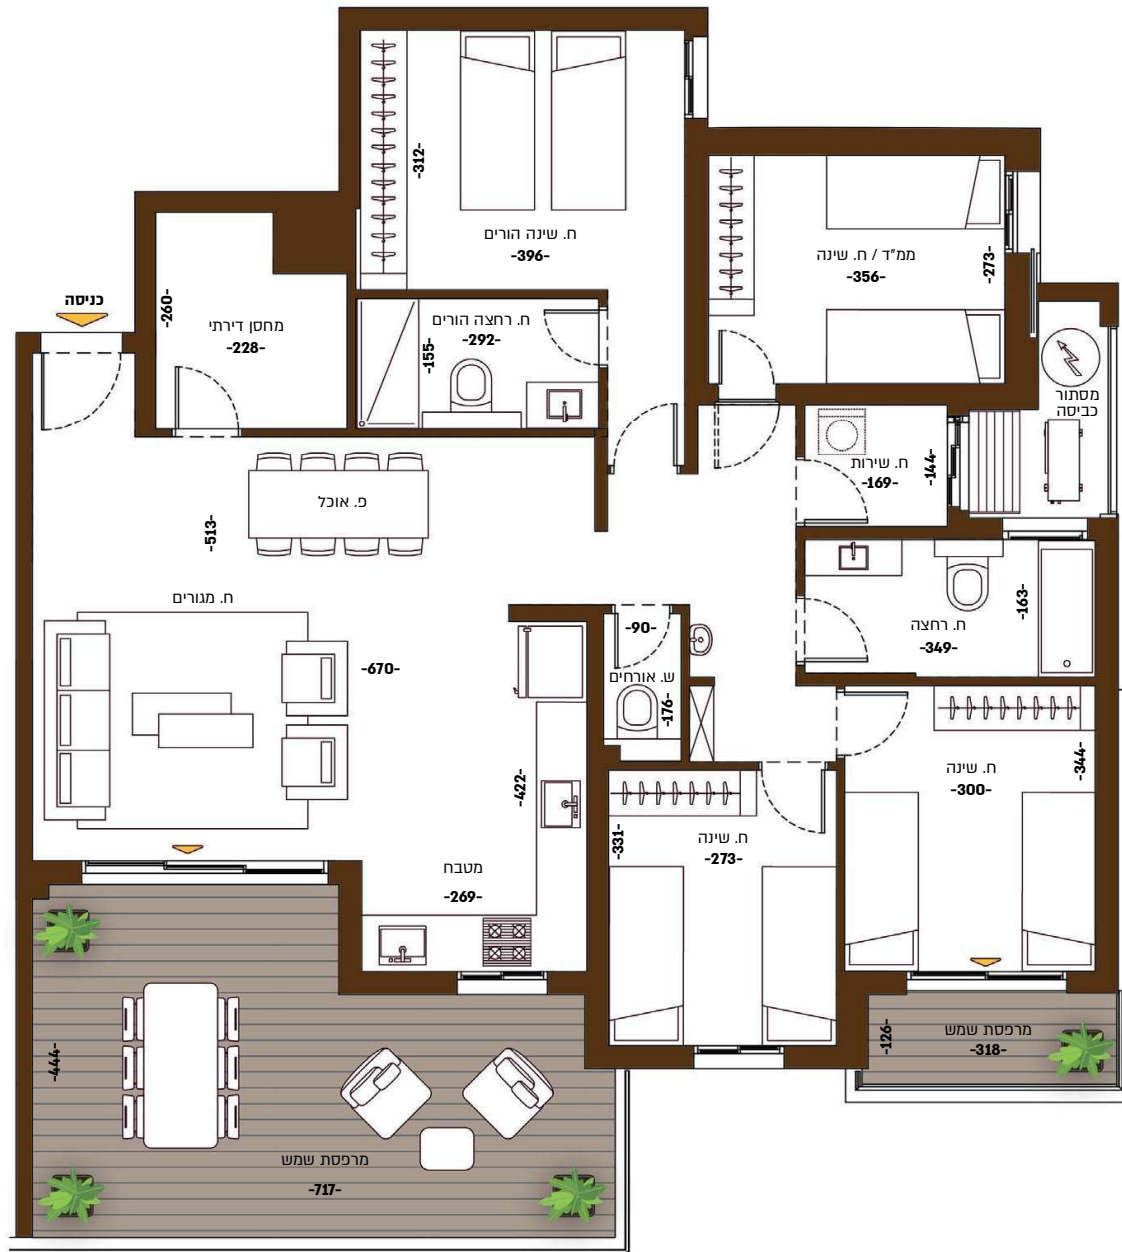 ח. שינה הורים
-396-
-312-
ממ"ד / ח. שינה
-356-
-273-
כניסה
מחסן דירתי
-228-
-260-
ח. רחצה הורים
-292-
-155-
מסתור
כביסה
ח. שירות
-169-
-144-
פ. אוכל
-513-
ח. מגורים
-670-
-90-
ש. אורחים
-176-
ח. רחצה
-349-
-163-
ח. שינה
-300-
-344-
-422-
ח. שינה
-273-
-331-
מטבח
-269-
מרפסת שמש
-318-
-126-
-444-
מרפסת שמש
-717-